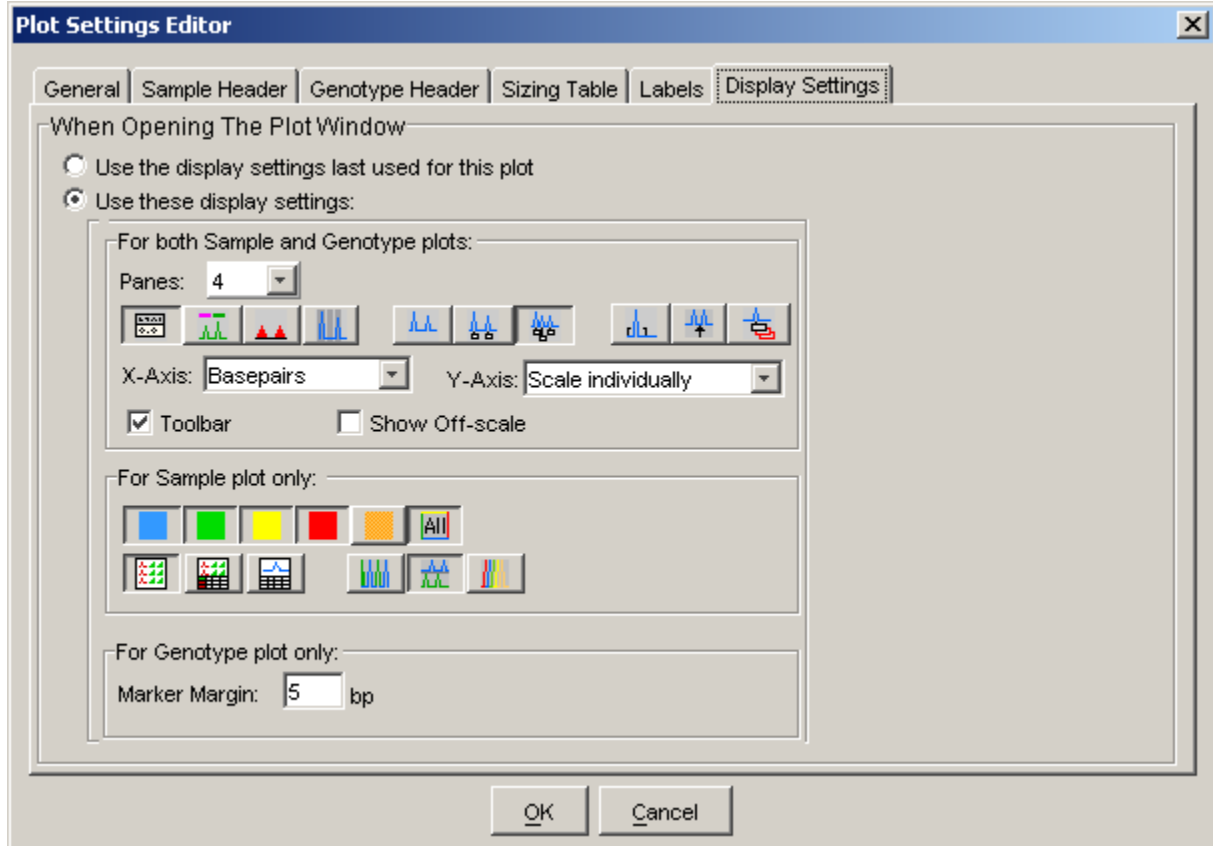 Plot Settings Editor
General Sample Header Genotype Header Sizing Table Labels Display Settings
When Opening The Plot Window
Use the display settings last used for this plot
Use these display settings:
For both Sample and Genotype plots:
Panes: 4
X-Axis: Basepairs Y-Axis: Scale individually
Toolbar Show Off-scale
For Sample plot only:
All
For Genotype plot only:
Marker Margin: 5 bp
OK Cancel